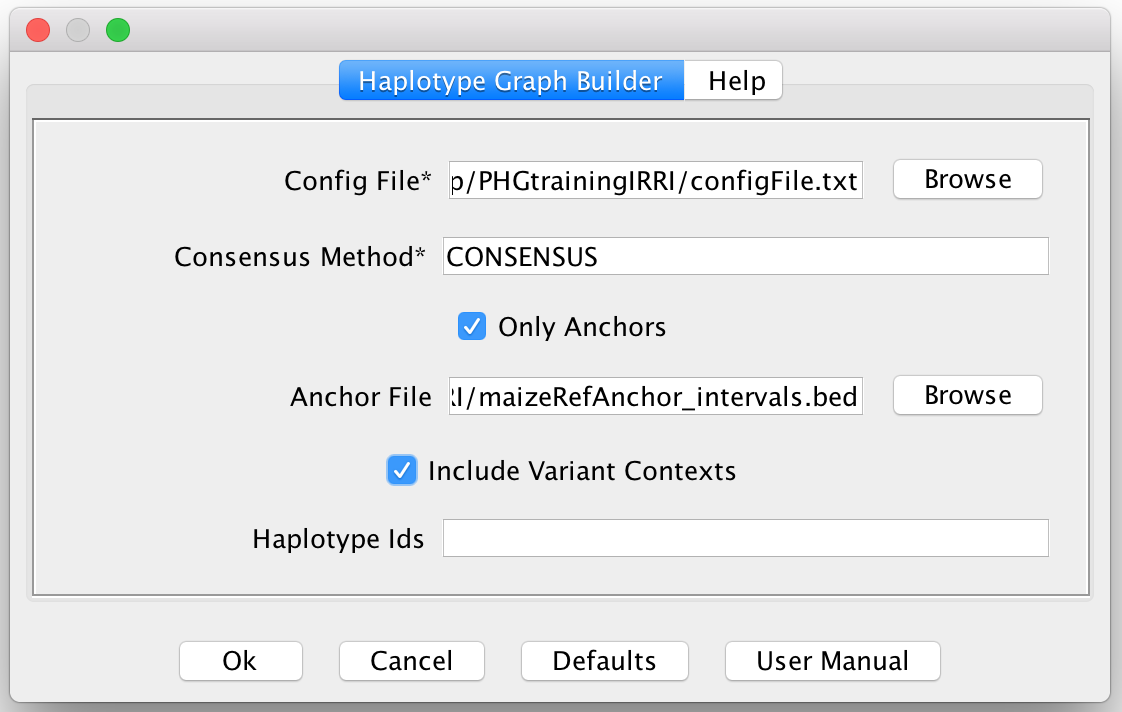 Haplotype Graph Builder Help
Config File* p/PHGtrainingIRRI/configFile.txt Browse
Consensus Method* CONSENSUS
Only Anchors
Anchor File RI/maizeRefAnchor_intervals.bed Browse
Include Variant Contexts
Haplotype Ids
Ok Cancel Defaults User Manual